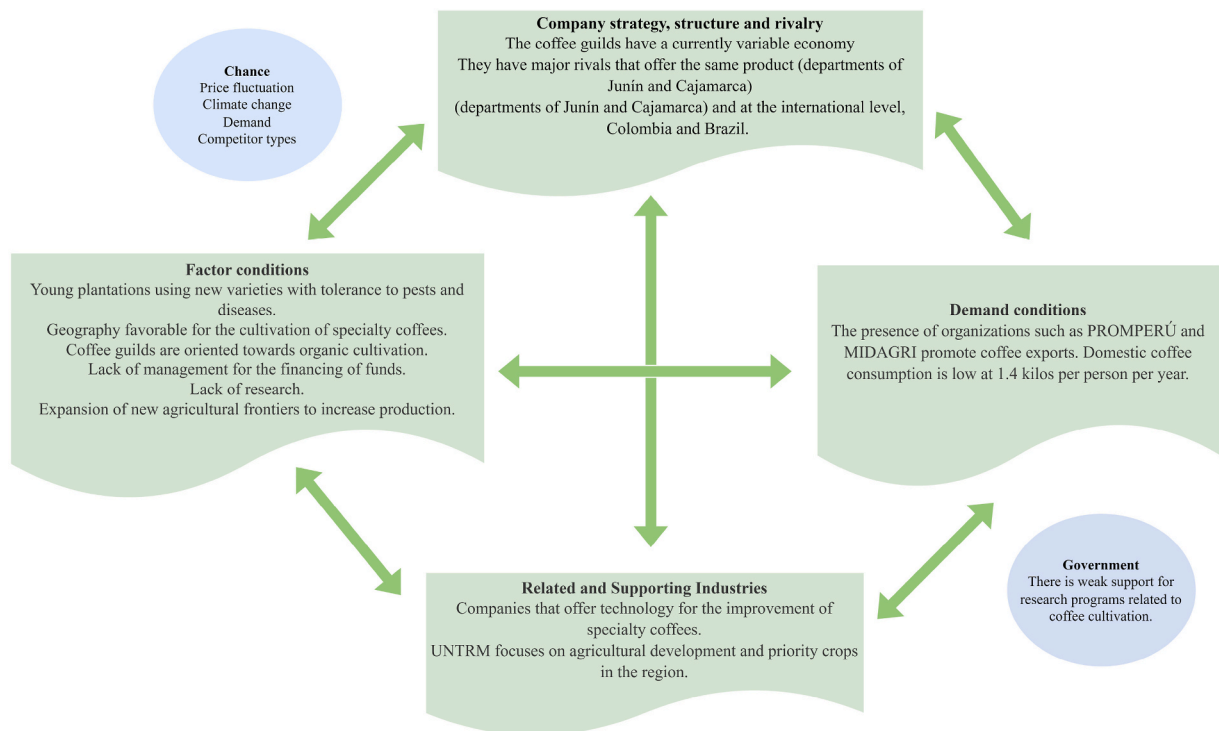 Company strategy, structure and rivalry
The coffee guilds have a currently variable economy
They have major rivals that offer the same product (departments of
Junín and Cajamarca)
(departments of Junín and Cajamarca) and at the international level,
Colombia and Brazil.
Chance
Price fluctuation
Climate change
Demand
Competitor types
Factor conditions
Young plantations using new varieties with tolerance to pests and
diseases.
Geography favorable for the cultivation of specialty coffees.
Coffee guilds are oriented towards organic cultivation.
Lack of management for the financing of funds.
Lack of research.
Expansion of new agricultural frontiers to increase production.
Demand conditions
The presence of organizations such as PROMPERÚ and
MIDAGRI promote coffee exports. Domestic coffee
consumption is low at 1.4 kilos per person per year.
Related and Supporting Industries
Companies that offer technology for the improvement of
specialty coffees.
UNTRM focuses on agricultural development and priority crops
in the region.
Government
There is weak support for
research programs related to
coffee cultivation.